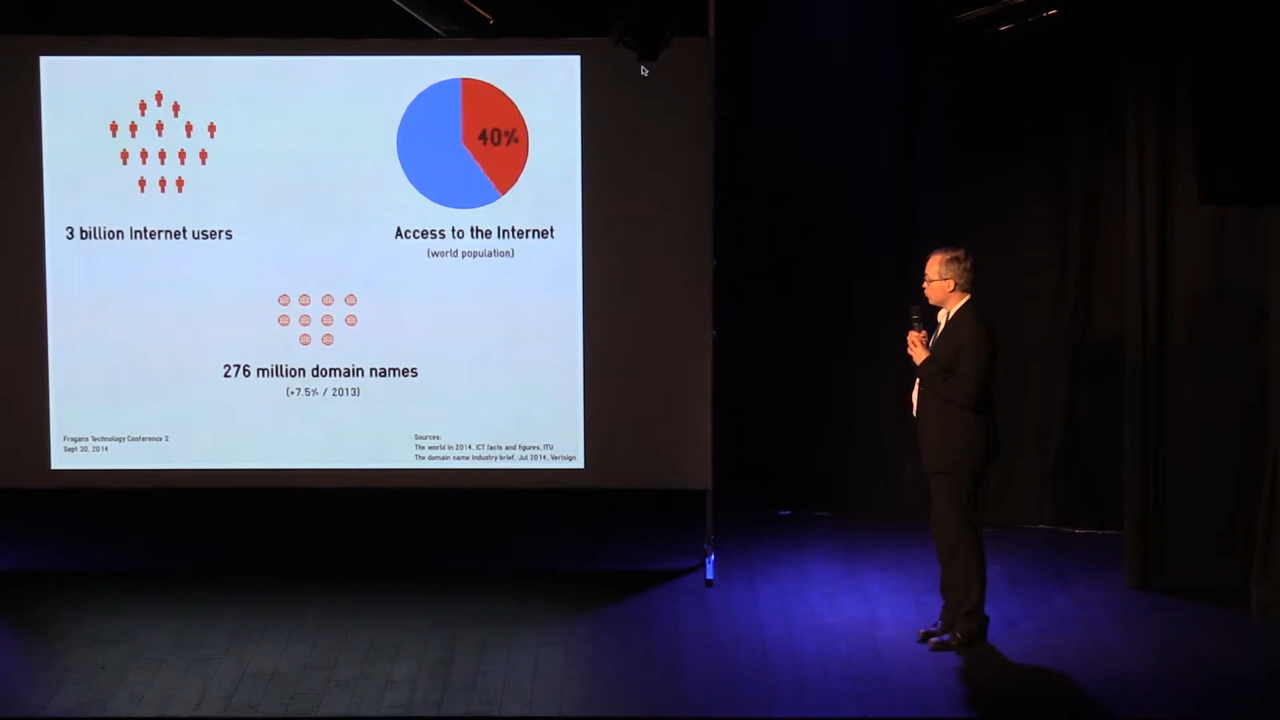 40%
3 billion Internet users
Access to the Internet
(world population)
276 million domain names
(+7.5% / 2013)
Frogans Technology Conference 2
Sept 30, 2014
Sources:
The world in 2014, ICT facts and figures, ITU
The domain name industry brief, Jul 2014, Verisign